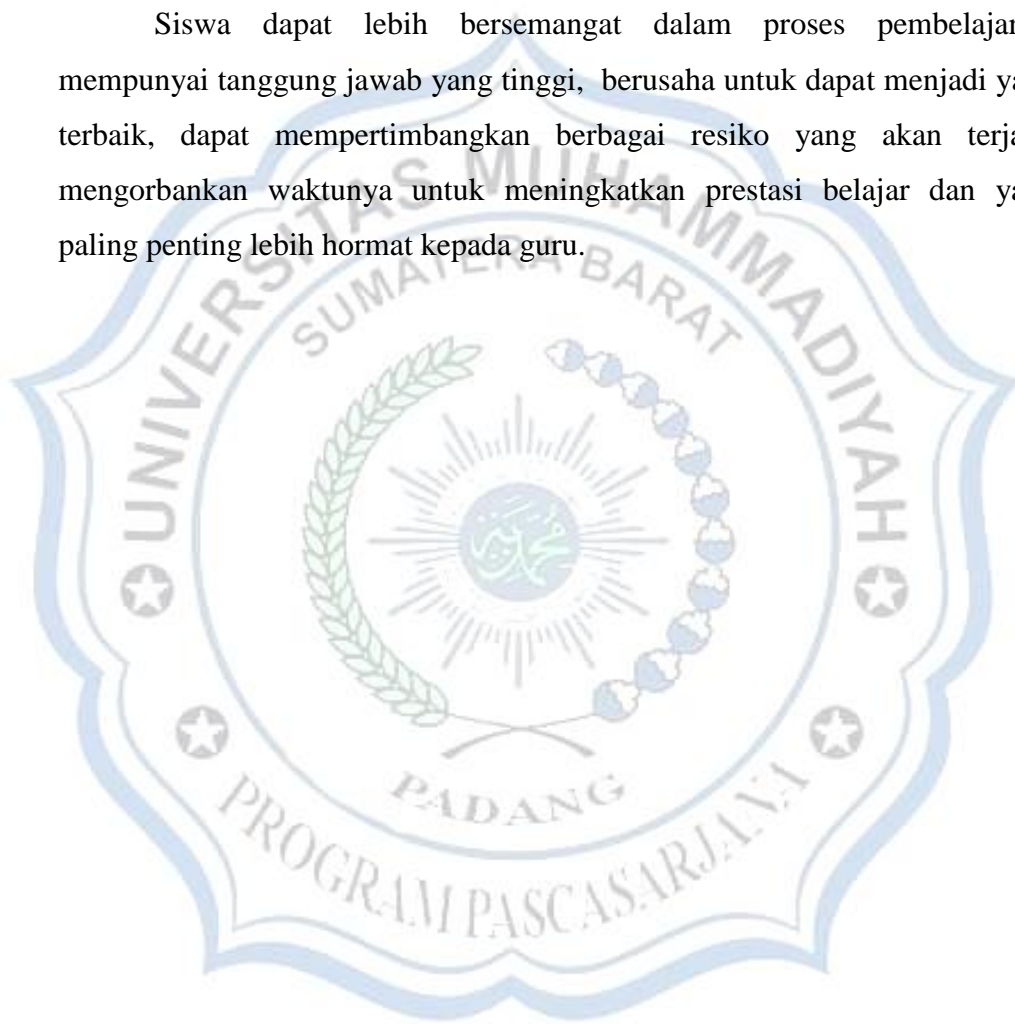 Siswa dapat lebih bersemangat dalam proses pembelajar
mempunyai tanggung jawab yang tinggi, berusaha untuk dapat menjadi ya
terbaik, dapat mempertimbangkan berbagai resiko yang akan terja
mengorbankan waktunya untuk meningkatkan prestasi belajar dan ya
paling penting lebih hormat kepada guru.
UNIVERSITAS MUHAMMADIYAH
SUMATERA BARAT
PADANG
PROGRAM PASCASARJANA